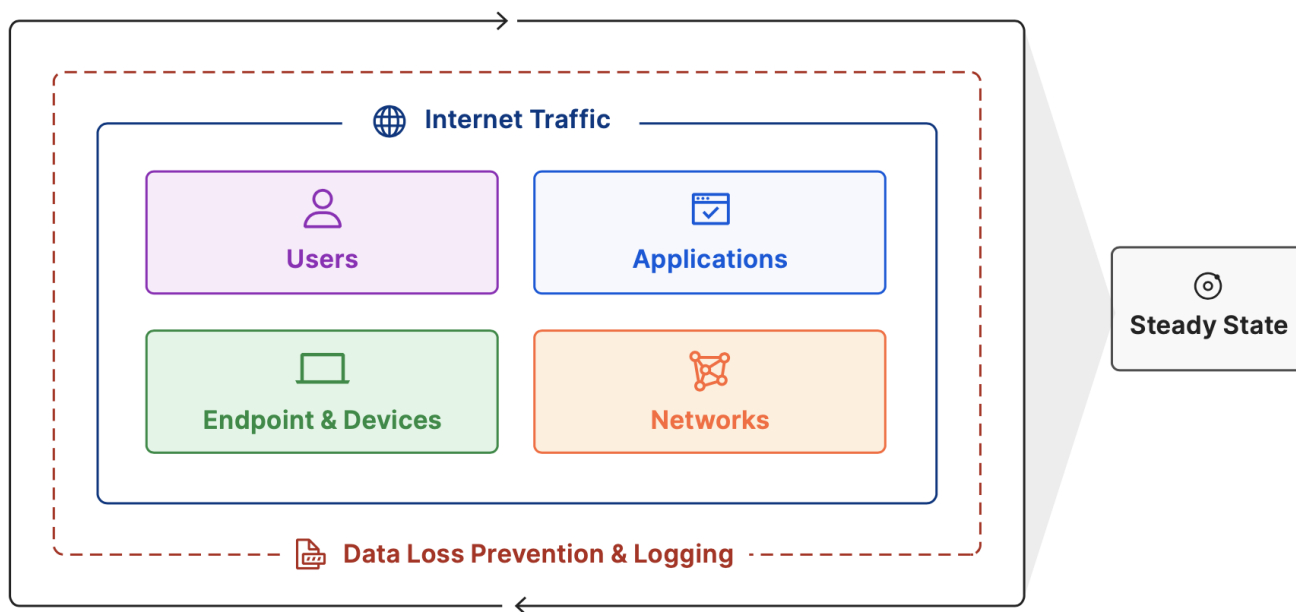 Internet Traffic
Users
Applications
Endpoint & Devices
Networks
Data Loss Prevention & Logging
Steady State